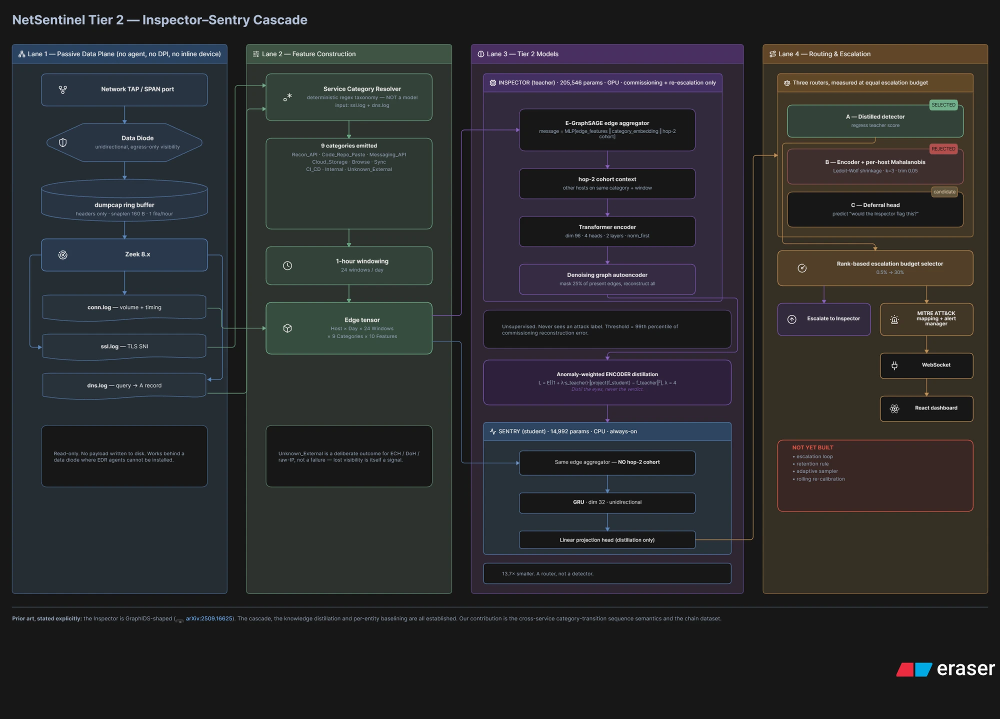 NetSentinel Tier 2 — Inspector–Sentry Cascade
Lane 1 — Passive Data Plane (no agent, no DPI, no inline device)
Network TAP / SPAN port
Data Diode
unidirectional, egress-only visibility
dumpcap ring buffer
headers only · snaplen 160 B · 1 file/hour
Zeek 8.x
conn.log — volume + timing
ssl.log — TLS SNI
dns.log — query → A record
Read-only. No payload written to disk. Works behind a
data diode where EDR agents cannot be installed.
Lane 2 — Feature Construction
Service Category Resolver
deterministic regex taxonomy — NOT a model
input: ssl.log + dns.log
9 categories emitted
Recon_API · Code_Repo_Paste · Messaging_API
Cloud_Storage · Browse · Sync
CI_CD · Internal · Unknown_External
1-hour windowing
24 windows / day
Edge tensor
Host × Day × 24 Windows
× 9 Categories × 10 Features
Unknown_External is a deliberate outcome for ECH / DoH /
raw-IP, not a failure — lost visibility is itself a signal.
Lane 3 — Tier 2 Models
INSPECTOR (teacher) · 205,546 params · GPU · commissioning + re-escalation only
E-GraphSAGE edge aggregator
message = MLP[edge_features ‖ category_embedding ‖ hop-2
cohort]
hop-2 cohort context
other hosts on same category + window
Transformer encoder
dim 96 · 4 heads · 2 layers · norm_first
Denoising graph autoencoder
mask 25% of present edges, reconstruct all
Unsupervised. Never sees an attack label. Threshold = 99th percentile of
commissioning reconstruction error.
Anomaly-weighted ENCODER distillation
L = E[(1 + λ·s_teacher)·‖project(f_student) − f_teacher‖²], λ = 4
Distil the eyes, never the verdict.
SENTRY (student) · 14,992 params · CPU · always-on
Same edge aggregator — NO hop-2 cohort
GRU · dim 32 · unidirectional
Linear projection head (distillation only)
13.7× smaller. A router, not a detector.
Lane 4 — Routing & Escalation
Three routers, measured at equal escalation budget
SELECTED
A — Distilled detector
regress teacher score
REJECTED
B — Encoder + per-host Mahalanobis
Ledoit-Wolf shrinkage · k=3 · trim 0.05
candidate
C — Deferral head
predict "would the Inspector flag this?"
Rank-based escalation budget selector
0.5% → 30%
Escalate to Inspector
MITRE ATT&CK
mapping + alert
manager
WebSocket
React dashboard
NOT YET BUILT
• escalation loop
• retention rule
• adaptive sampler
• rolling re-calibration
Prior art, stated explicitly: the Inspector is GraphIDS-shaped (arXiv:2509.16625). The cascade, the knowledge distillation and per-entity baselining are all established. Our contribution is the cross-service category-transition sequence semantics and the chain dataset.
eraser